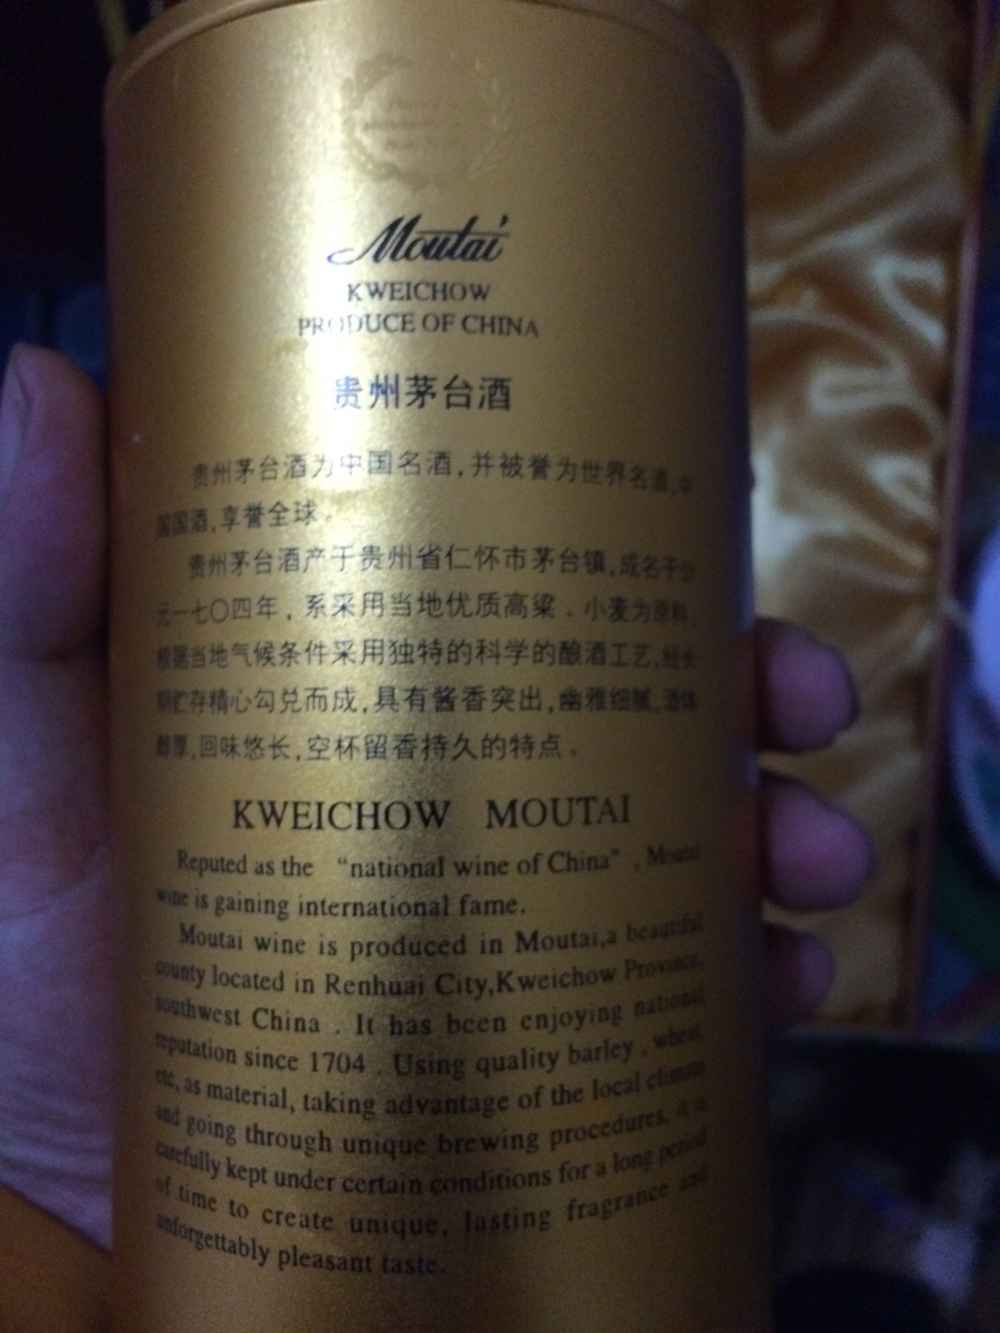 Moutai
KWEICHOW
PRODUCE OF CHINA
贵州茅台酒
贵州茅台酒为中国名酒,并被誉为世界名酒,中
国国酒,享誉全球。
贵州茅台酒产于贵州省仁怀市茅台镇,成名于公
元一七〇四年,系采用当地优质高粱.小麦为原料,
根据当地气候条件采用独特的科学的酿酒工艺,经长
期贮存精心勾兑而成,具有酱香突出,幽雅细腻,酒体
醇厚,回味悠长,空杯留香持久的特点。
KWEICHOW MOUTAI
Reputed as the "national wine of China" , Moutai
wine is gaining international fame.
Moutai wine is produced in Moutai,a beautiful
county located in Renhuai City,Kweichow Province,
southwest China . It has been enjoying national
reputation since 1704 . Using quality barley , wheat,
etc, as material, taking advantage of the local climate
and going through unique brewing procedures, it is
carefully kept under certain conditions for a long period
of time to create unique, lasting fragrance and
unforgettably pleasant taste.